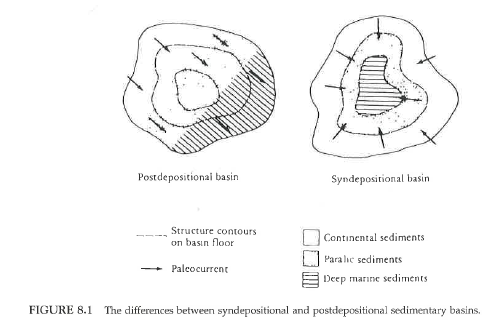 Postdepositional basin
Syndepositional basin
Structure contours
on basin floor
Paleocurrent
Continental sediments
Paralic sediments
Deep marine sediments
FIGURE 8.1 The differences between syndepositional and postdepositional sedimentary basins.